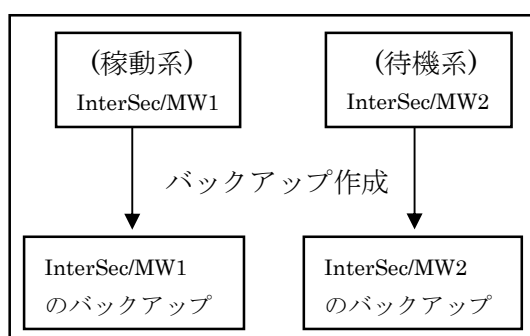 (稼動系)
InterSec/MW1
(待機系)
InterSec/MW2
バックアップ作成
InterSec/MW1
のバックアップ
InterSec/MW2
のバックアップ